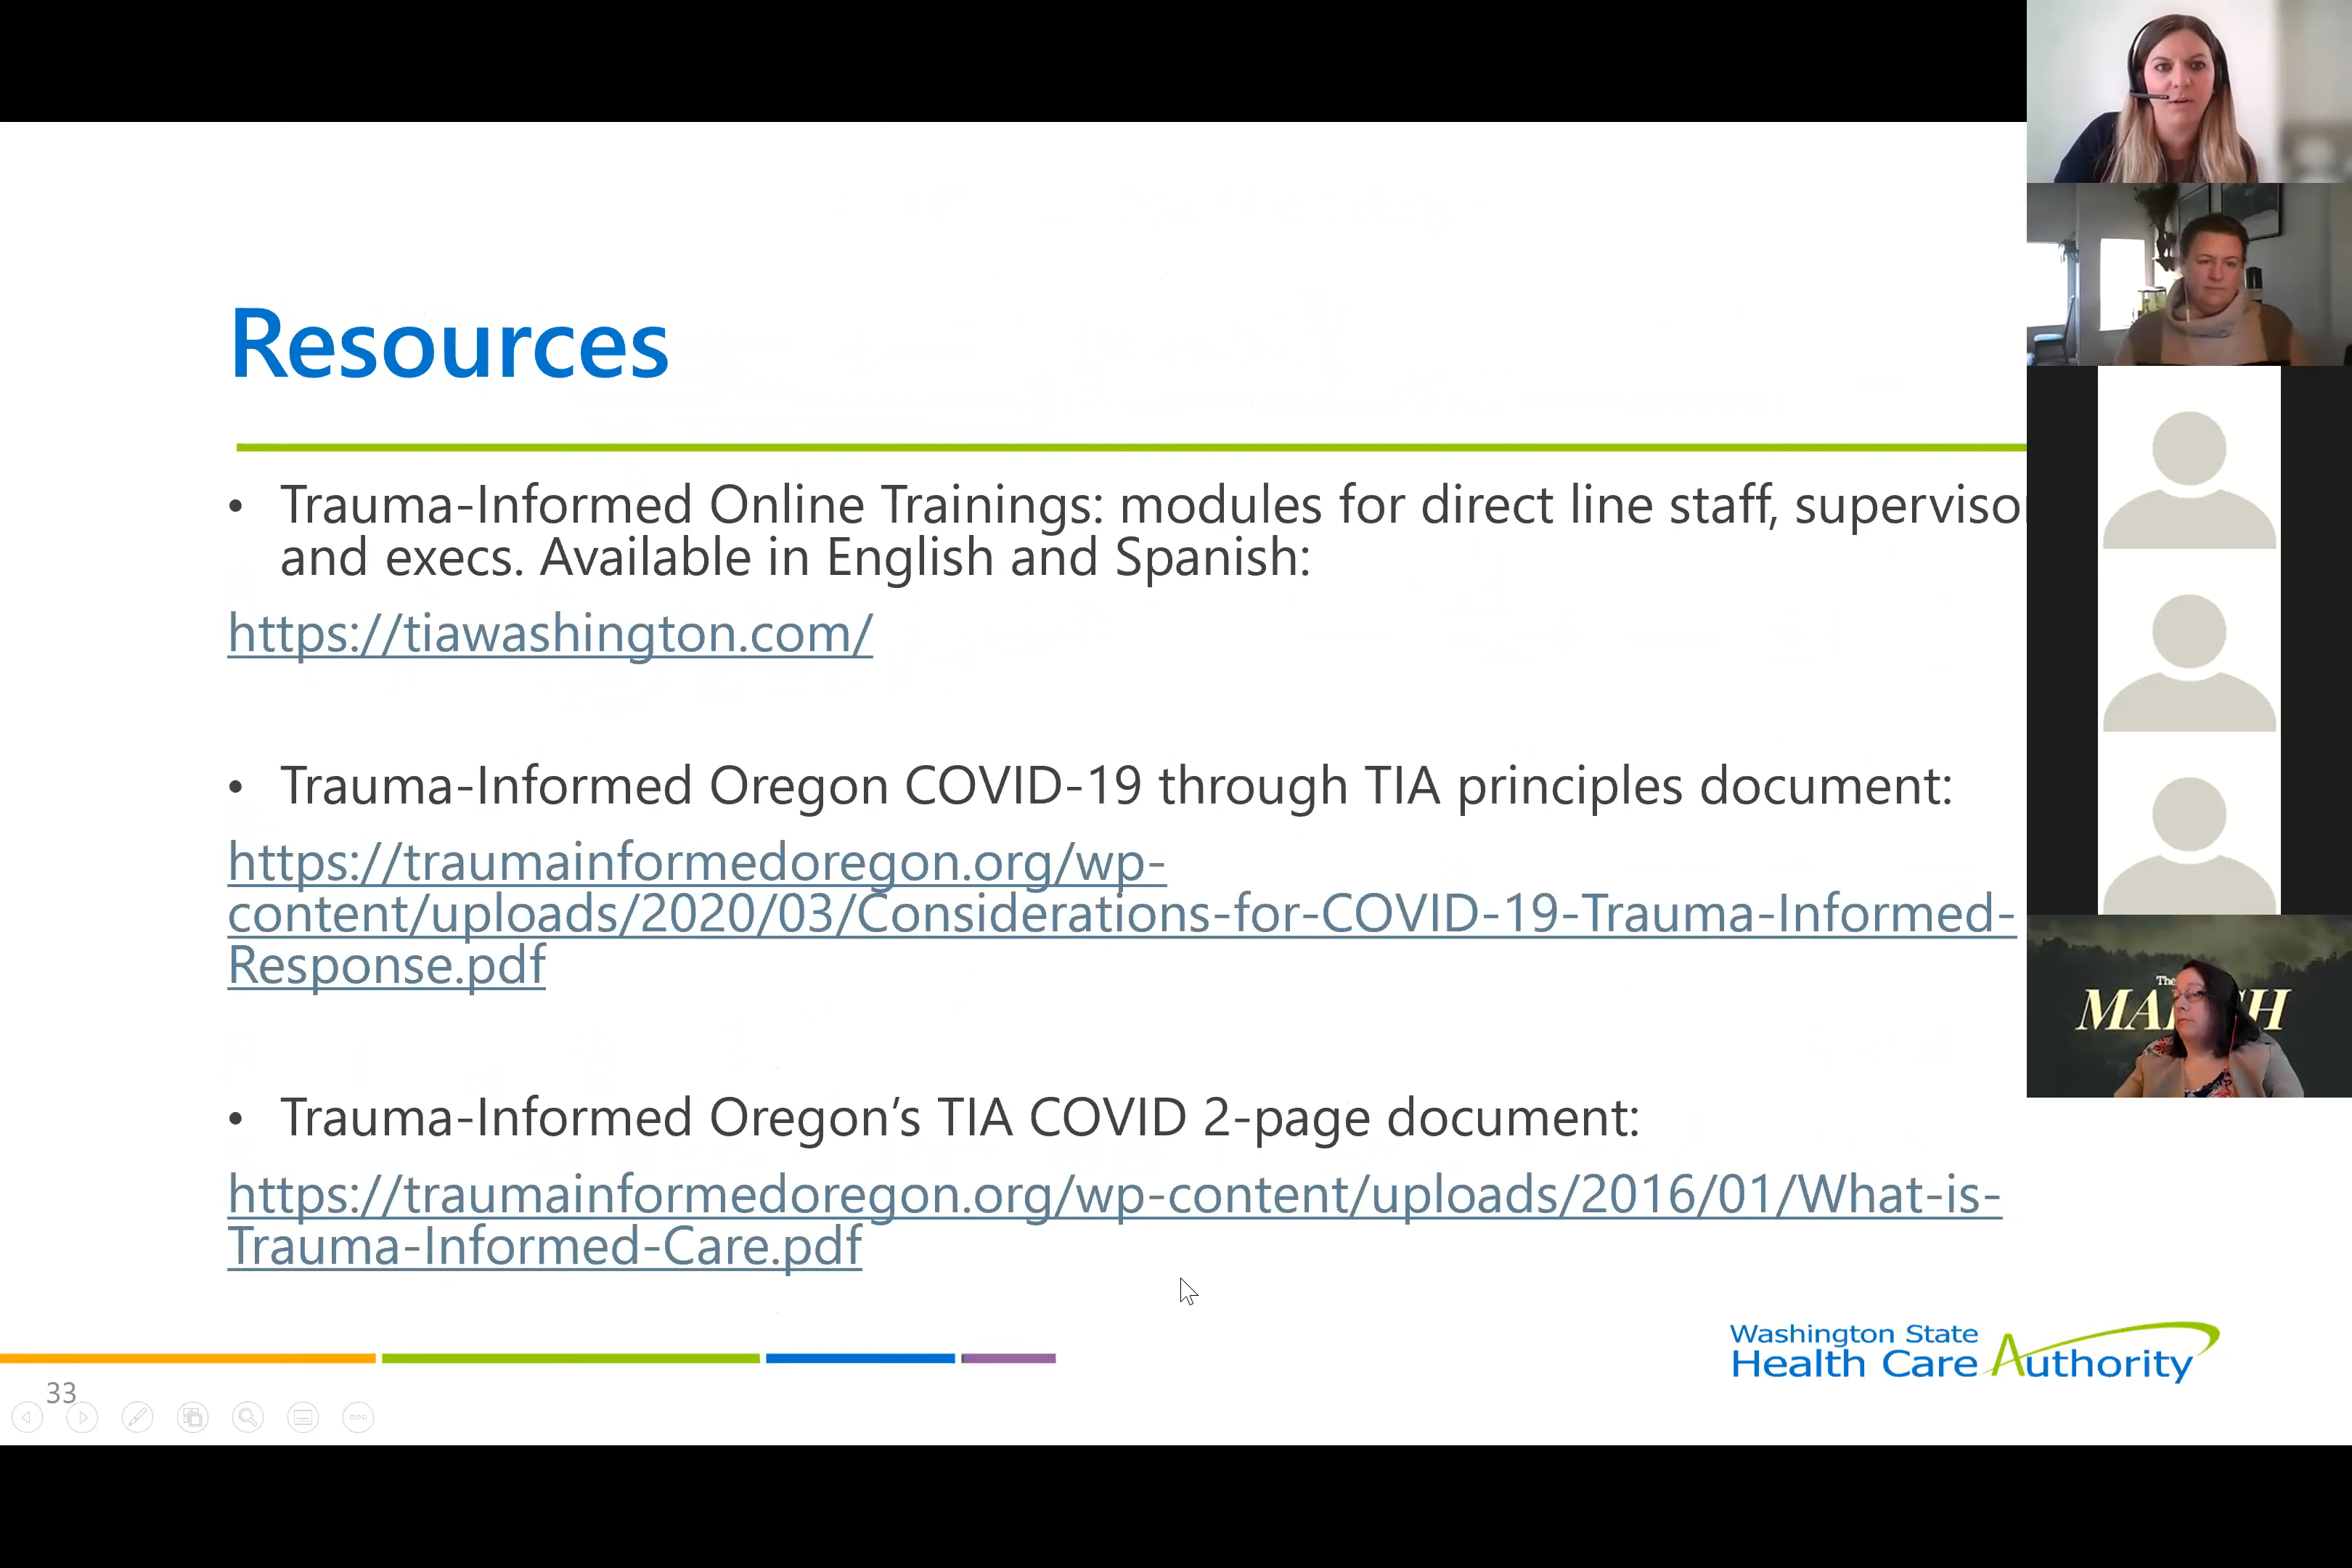 Resources
• Trauma-Informed Online Trainings: modules for direct line staff, superviso
and execs. Available in English and Spanish:
https://tiawashington.com/
• Trauma-Informed Oregon COVID-19 through TIA principles document:
https://traumainformedoregon.org/wp-
content/uploads/2020/03/Considerations-for-COVID-19-Trauma-Informed-
Response.pdf
• Trauma-Informed Oregon’s TIA COVID 2-page document:
https://traumainformedoregon.org/wp-content/uploads/2016/01/What-is-
Trauma-Informed-Care.pdf
Washington State
Health Care Authority
33
The